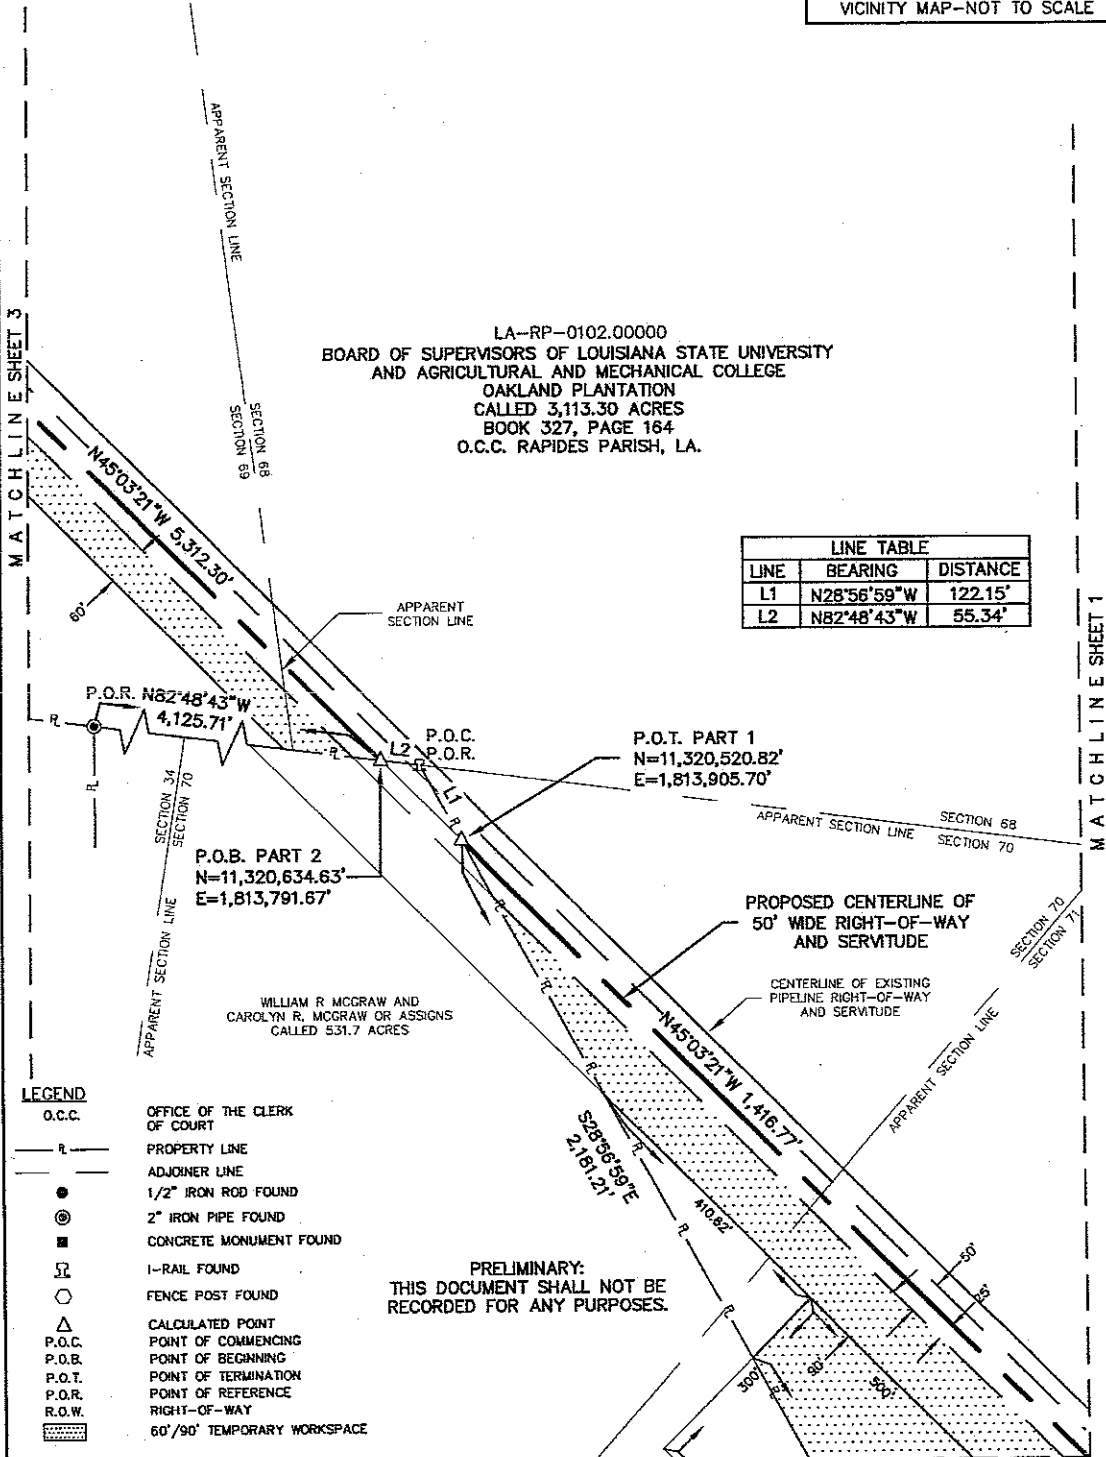 VICINITY MAP-NOT TO SCALE
APPARENT SECTION LINE
SECTION 68
SECTION 69
MATCHLINE SHEET 3
LA-RP-0102.00000
BOARD OF SUPERVISORS OF LOUISIANA STATE UNIVERSITY
AND AGRICULTURAL AND MECHANICAL COLLEGE
OAKLAND PLANTATION
CALLED 3,113.30 ACRES
BOOK 327, PAGE 164
O.C.C. RAPIDES PARISH, LA.
N45°03'21"W 5,312.30'
60'
LINE TABLE
LINE BEARING DISTANCE
L1 N28°56'59"W 122.15'
L2 N82°48'43"W 55.34'
MATCHLINE SHEET 1
APPARENT
SECTION LINE
P.O.R. N82°48'43"W
4,125.71'
L2
P.O.C.
P.O.R.
L1
P.O.T. PART 1
N=11,320,520.82'
E=1,813,905.70'
APPARENT SECTION LINE
SECTION 68
SECTION 70
SECTION 34
SECTION 70
APPARENT SECTION LINE
P.O.B. PART 2
N=11,320,634.63'
E=1,813,791.67'
PROPOSED CENTERLINE OF
50' WIDE RIGHT-OF-WAY
AND SERVITUDE
SECTION 70
SECTION 71
APPARENT SECTION LINE
CENTERLINE OF EXISTING
PIPELINE RIGHT-OF-WAY
AND SERVITUDE
WILLIAM R MCGRAW AND
CAROLYN R. MCGRAW OR ASSIGNS
CALLED 531.7 ACRES
N45°03'21"W 1,416.77'
S28°56'59"E
2,181.21'
410.62'
50'
25'
300'
90'
500'
PRELIMINARY:
THIS DOCUMENT SHALL NOT BE
RECORDED FOR ANY PURPOSES.
LEGEND
O.C.C. OFFICE OF THE CLERK
OF COURT
PROPERTY LINE
ADJOINER LINE
1/2" IRON ROD FOUND
2" IRON PIPE FOUND
CONCRETE MONUMENT FOUND
I-RAIL FOUND
FENCE POST FOUND
CALCULATED POINT
P.O.C. POINT OF COMMENCING
P.O.B. POINT OF BEGINNING
P.O.T. POINT OF TERMINATION
P.O.R. POINT OF REFERENCE
R.O.W. RIGHT-OF-WAY
60'/90' TEMPORARY WORKSPACE